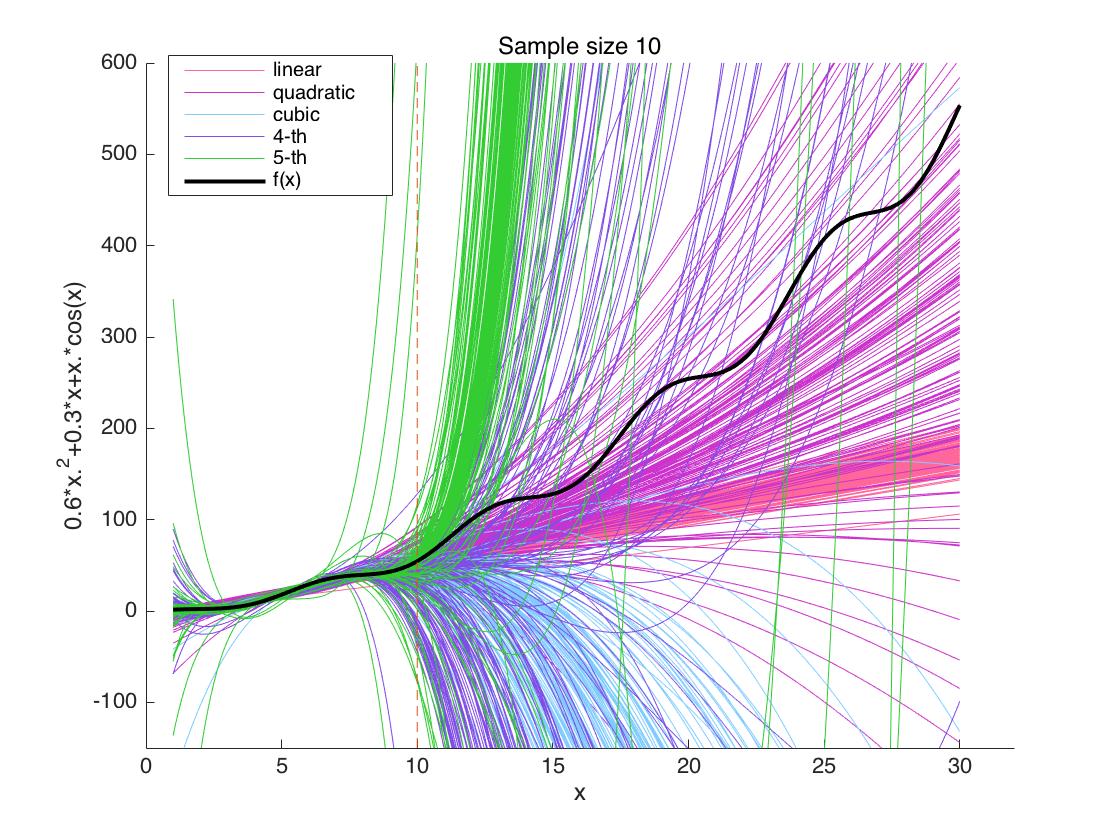 Sample size 10
linear
quadratic
cubic
4-th
5-th
f(x)
600
500
400
300
200
100
0
-100
0.6*x.²+0.3*x+x.*cos(x)
0 5 10 15 20 25 30
x